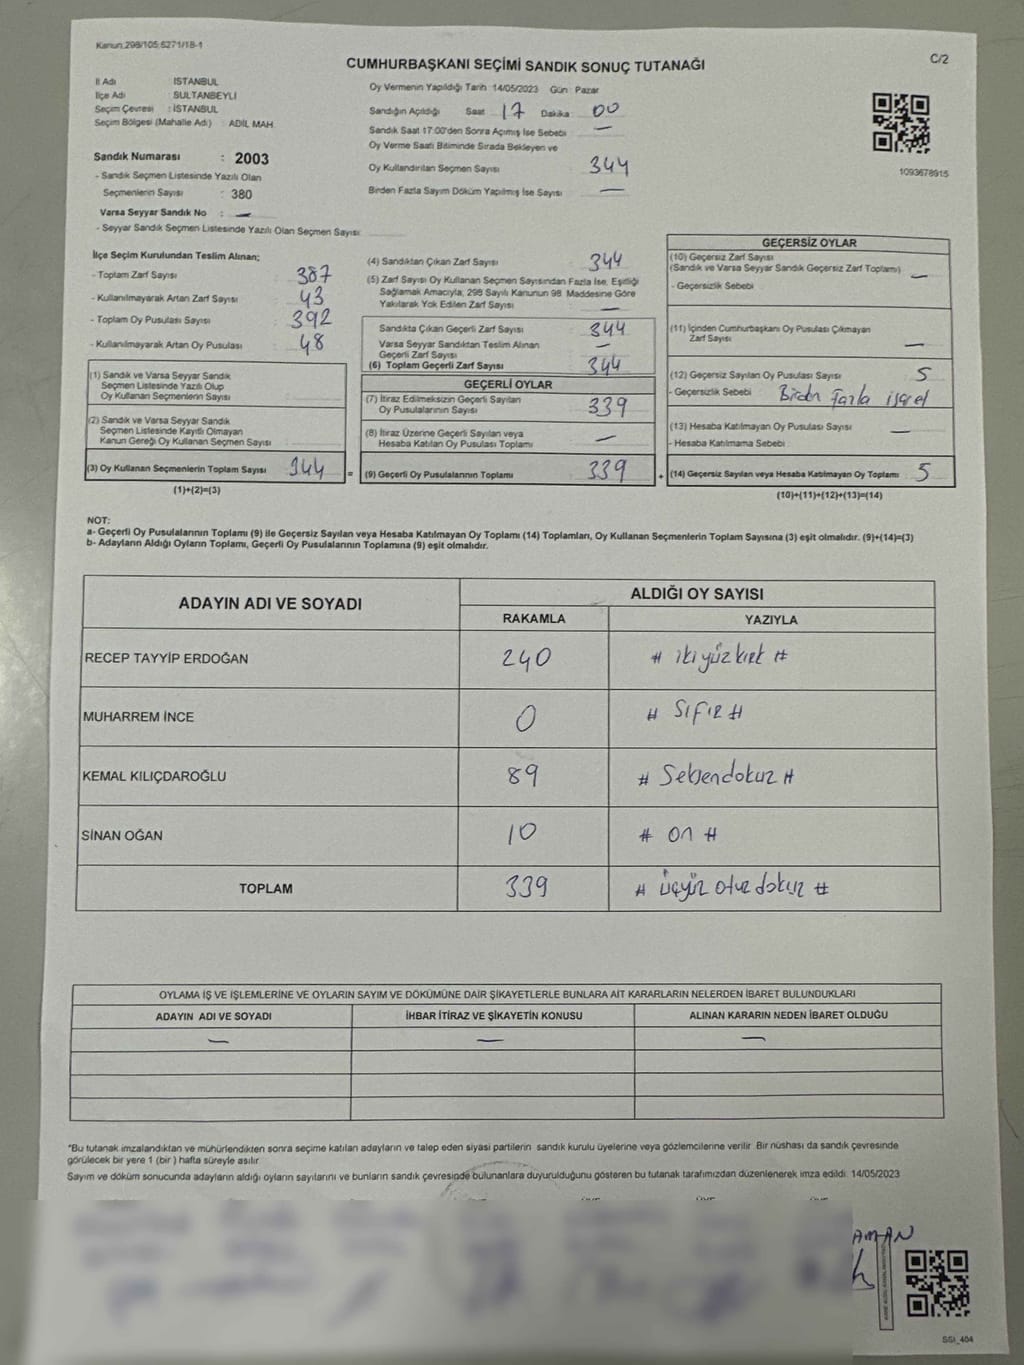 Kanun:298/105;6271/18-1
C/2
CUMHURBAŞKANI SEÇİMİ SANDIK SONUÇ TUTANAĞI
İl Adı : İSTANBUL
İlçe Adı : SULTANBEYLİ
Seçim Çevresi : İSTANBUL
Seçim Bölgesi (Mahalle Adı) : ADİL MAH.
Sandık Numarası : 2003
- Sandık Seçmen Listesinde Yazılı Olan
Seçmenlerin Sayısı : 380
Varsa Seyyar Sandık No : —
- Seyyar Sandık Seçmen Listesinde Yazılı Olan Seçmen Sayısı:
Oy Vermenin Yapıldığı Tarih: 14/05/2023 Gün : Pazar
Sandığın Açıldığı Saat : 17 Dakika : 00
Sandık Saat 17:00'den Sonra Açılmış İse Sebebi : —
Oy Verme Saati Bitiminde Sırada Bekleyen ve
Oy Kullandırılan Seçmen Sayısı : 344
Birden Fazla Sayım Döküm Yapılmış İse Sayısı : —
1093678915
İlçe Seçim Kurulundan Teslim Alınan;
- Toplam Zarf Sayısı : 387
- Kullanılmayarak Artan Zarf Sayısı : 43
- Toplam Oy Pusulası Sayısı : 392
- Kullanılmayarak Artan Oy Pusulası : 48
(1) Sandık ve Varsa Seyyar Sandık
Seçmen Listesinde Yazılı Olup
Oy Kullanan Seçmenlerin Sayısı :
(2) Sandık ve Varsa Seyyar Sandık
Seçmen Listesinde Kayıtlı Olmayan
Kanun Gereği Oy Kullanan Seçmen Sayısı :
(3) Oy Kullanan Seçmenlerin Toplam Sayısı : 344 =
(1)+(2)=(3)
(4) Sandıktan Çıkan Zarf Sayısı : 344
(5) Zarf Sayısı Oy Kullanan Seçmen Sayısından Fazla İse, Eşitliği
Sağlamak Amacıyla, 298 Sayılı Kanunun 98. Maddesine Göre
Yakılarak Yok Edilen Zarf Sayısı : —
Sandıkta Çıkan Geçerli Zarf Sayısı : 344
Varsa Seyyar Sandıktan Teslim Alınan
Geçerli Zarf Sayısı : —
(6) Toplam Geçerli Zarf Sayısı : 344
GEÇERLİ OYLAR
(7) İtiraz Edilmeksizin Geçerli Sayılan
Oy Pusulalarının Sayısı : 339
(8) İtiraz Üzerine Geçerli Sayılan veya
Hesaba Katılan Oy Pusulası Toplamı : —
(9) Geçerli Oy Pusulalarının Toplamı : 339 +
GEÇERSİZ OYLAR
(10) Geçersiz Zarf Sayısı
(Sandık ve Varsa Seyyar Sandık Geçersiz Zarf Toplamı) : —
- Geçersizlik Sebebi :
(11) İçinden Cumhurbaşkanı Oy Pusulası Çıkmayan
Zarf Sayısı : —
(12) Geçersiz Sayılan Oy Pusulası Sayısı : 5
- Geçersizlik Sebebi : Birden fazla işaret
(13) Hesaba Katılmayan Oy Pusulası Sayısı : —
- Hesaba Katılmama Sebebi :
(14) Geçersiz Sayılan veya Hesaba Katılmayan Oy Toplamı : 5
(10)+(11)+(12)+(13)=(14)
NOT:
a- Geçerli Oy Pusulalarının Toplamı (9) ile Geçersiz Sayılan veya Hesaba Katılmayan Oy Toplamı (14) Toplamları, Oy Kullanan Seçmenlerin Toplam Sayısına (3) eşit olmalıdır. (9)+(14)=(3)
b- Adayların Aldığı Oyların Toplamı, Geçerli Oy Pusulalarının Toplamına (9) eşit olmalıdır.
ADAYIN ADI VE SOYADI
ALDIĞI OY SAYISI
RAKAMLA YAZIYLA
RECEP TAYYİP ERDOĞAN 240 # ikiyüzkırk #
MUHARREM İNCE 0 # Sıfır #
KEMAL KILIÇDAROĞLU 89 # Seksendokuz #
SİNAN OĞAN 10 # on #
TOPLAM 339 # üçyüz otuz dokuz #
OYLAMA İŞ VE İŞLEMLERİNE VE OYLARIN SAYIM VE DÖKÜMÜNE DAİR ŞİKAYETLERLE BUNLARA AİT KARARLARIN NELERDEN İBARET BULUNDUKLARI
ADAYIN ADI VE SOYADI İHBAR İTİRAZ VE ŞİKAYETİN KONUSU ALINAN KARARIN NEDEN İBARET OLDUĞU
— — —
*Bu tutanak imzalandıktan ve mühürlendikten sonra seçime katılan adayların ve talep eden siyasi partilerin sandık kurulu üyelerine veya gözlemcilerine verilir. Bir nüshası da sandık çevresinde
görülecek bir yere 1 (bir ) hafta süreyle asılır.
Sayım ve döküm sonucunda adayların aldığı oyların sayılarını ve bunların sandık çevresinde bulunanlara duyurulduğunu gösteren bu tutanak tarafımızdan düzenlenerek imza edildi. 14/05/2023
AMAN
SSI_404